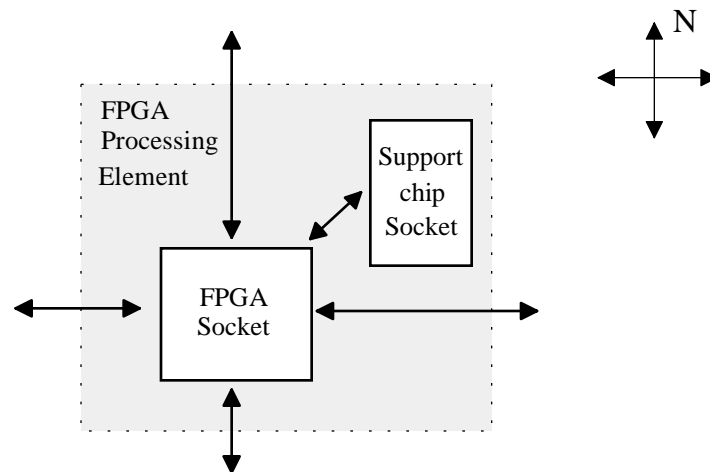 N
FPGA
Processing
Element
Support
chip
Socket
FPGA
Socket